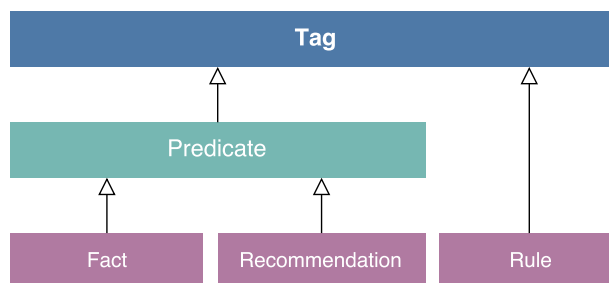 Tag
Predicate
Fact
Recommendation
Rule